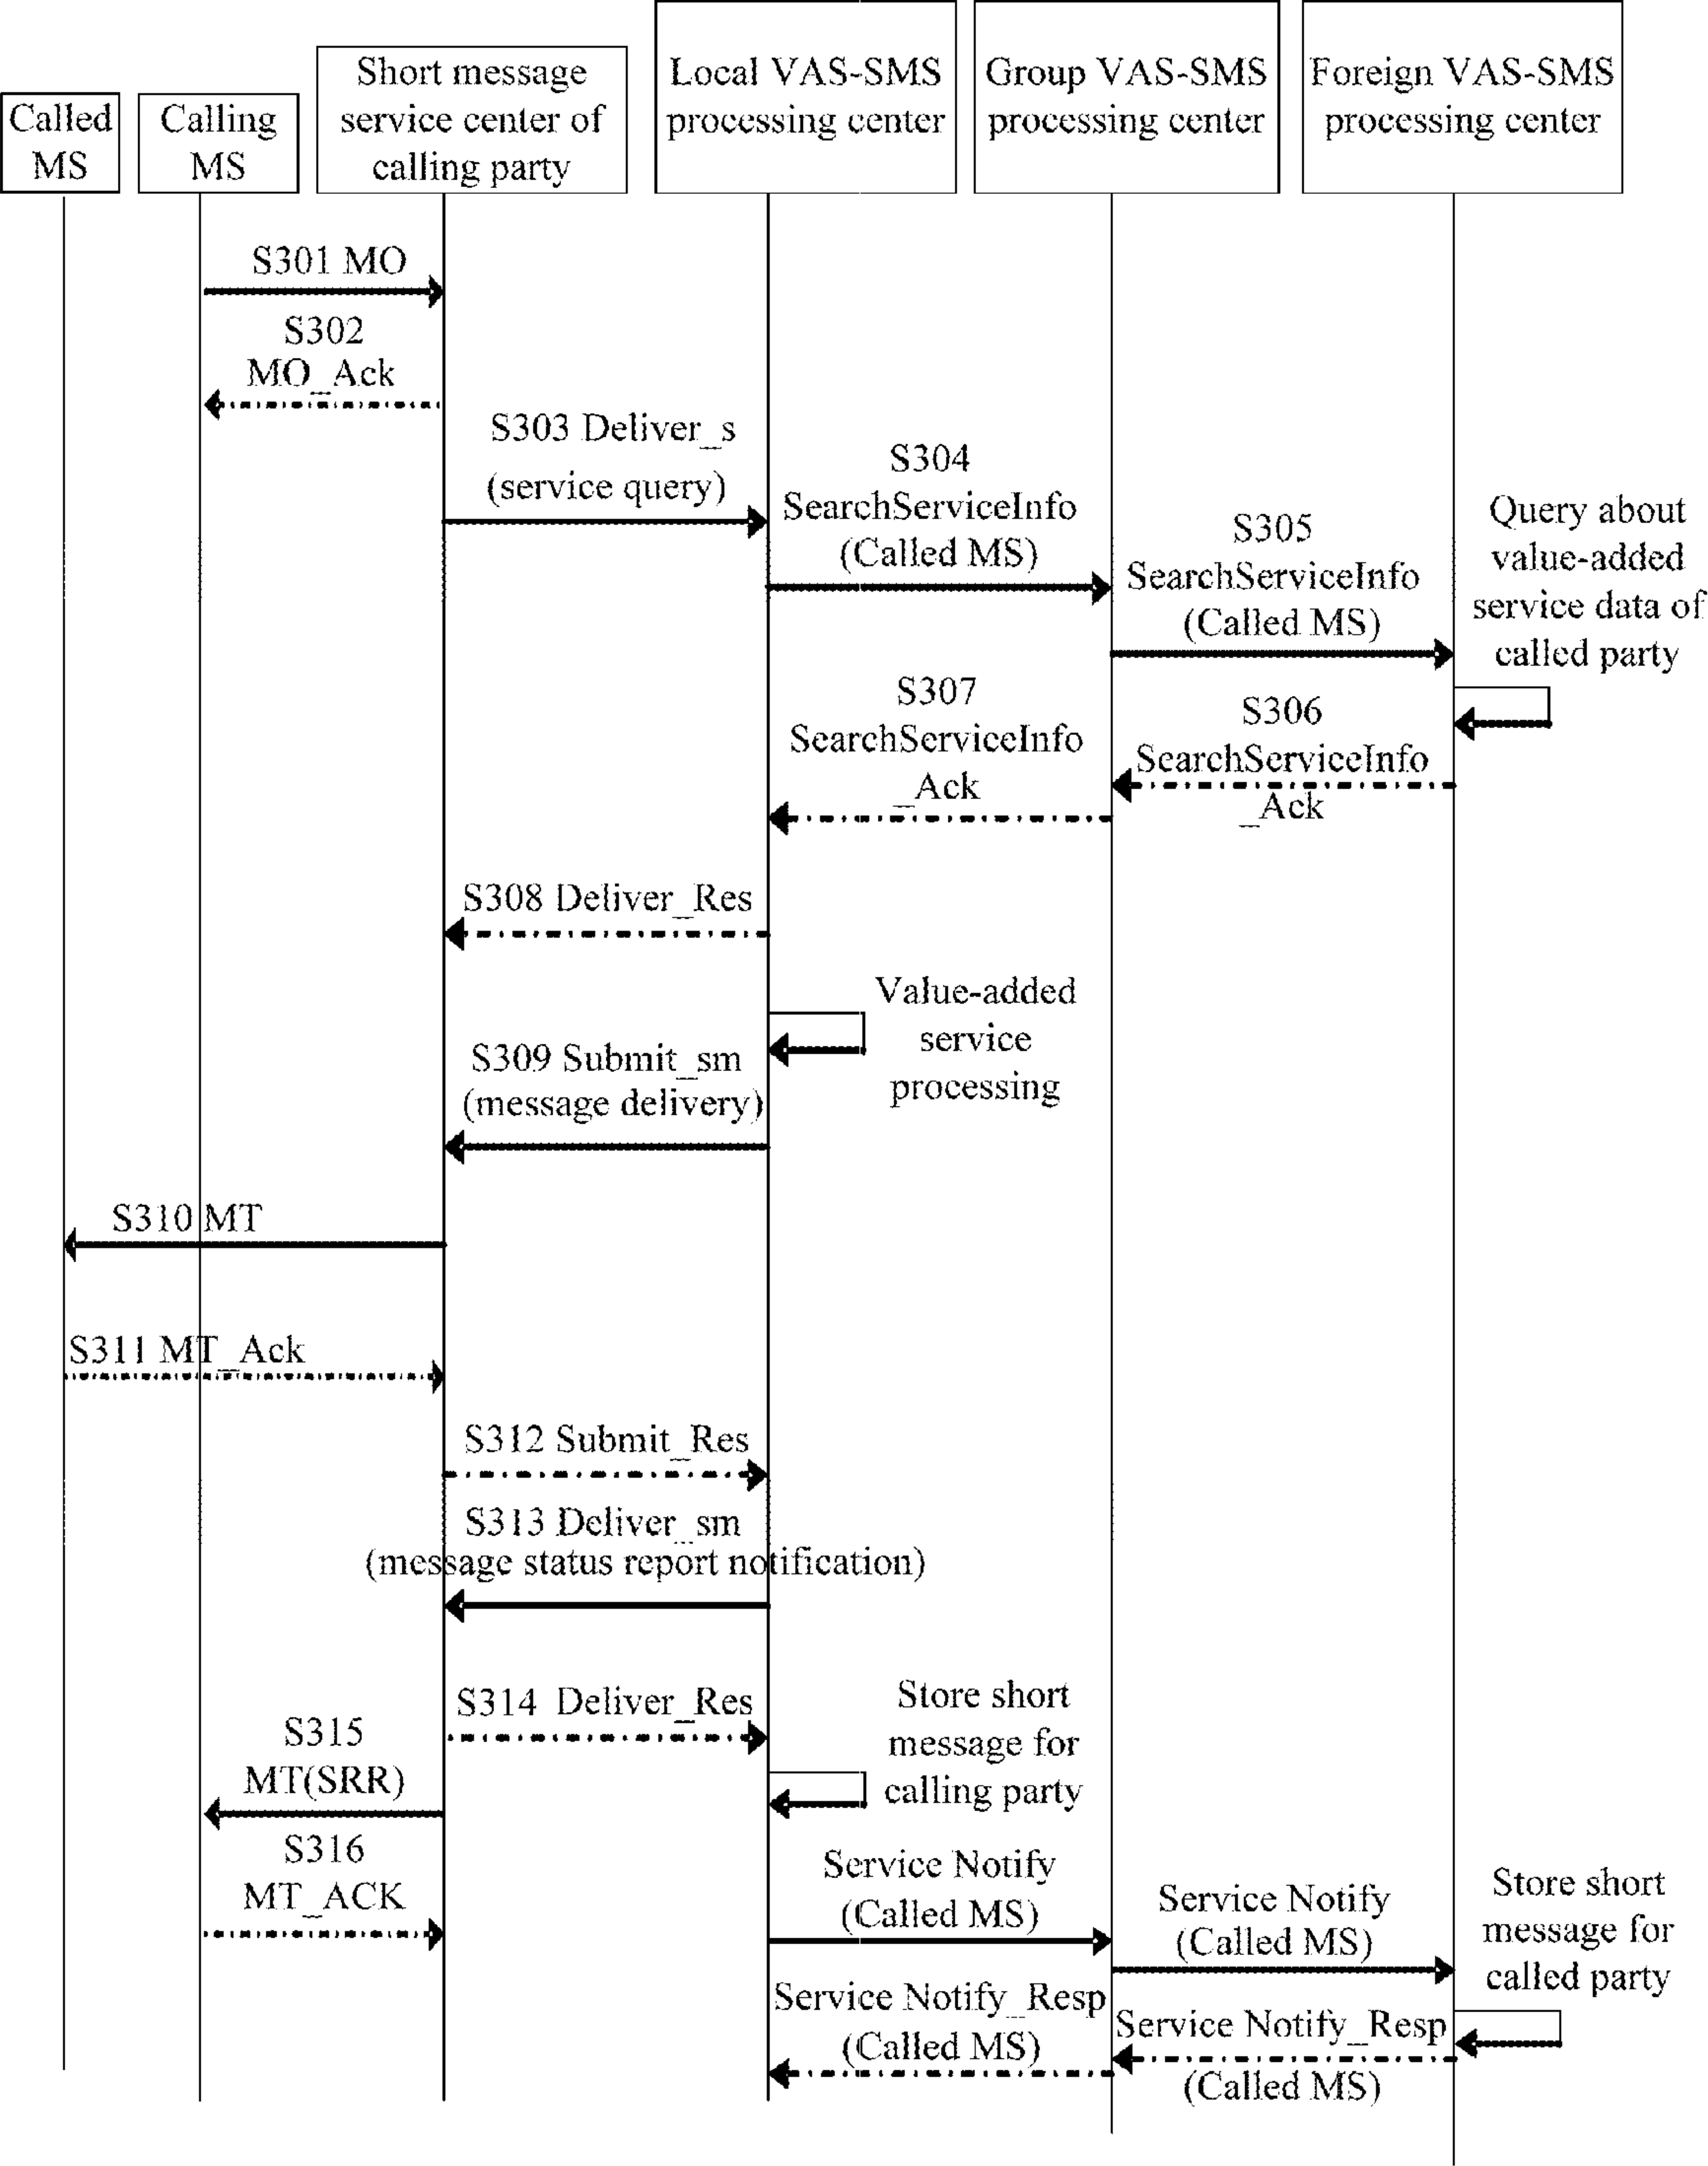 Called
MS
Calling
MS
Short message
service center of
calling party
Local VAS-SMS
processing center
Group VAS-SMS
processing center
Foreign VAS-SMS
processing center
S301 MO
S302
MO_Ack
S303 Deliver_s
(service query)
S304
SearchServiceInfo
(Called MS)
S305
SearchServiceInfo
(Called MS)
Query about
value-added
service data of
called party
S306
SearchServiceInfo
_Ack
S307
SearchServiceInfo
_Ack
S308 Deliver_Res
Value-added
service
processing
S309 Submit_sm
(message delivery)
S310 MT
S311 MT_Ack
S312 Submit_Res
S313 Deliver_sm
(message status report notification)
S314 Deliver_Res
Store short
message for
calling party
S315
MT(SRR)
S316
MT_ACK
Service Notify
(Called MS)
Service Notify
(Called MS)
Store short
message for
called party
Service Notify_Resp
(Called MS)
Service Notify_Resp
(Called MS)